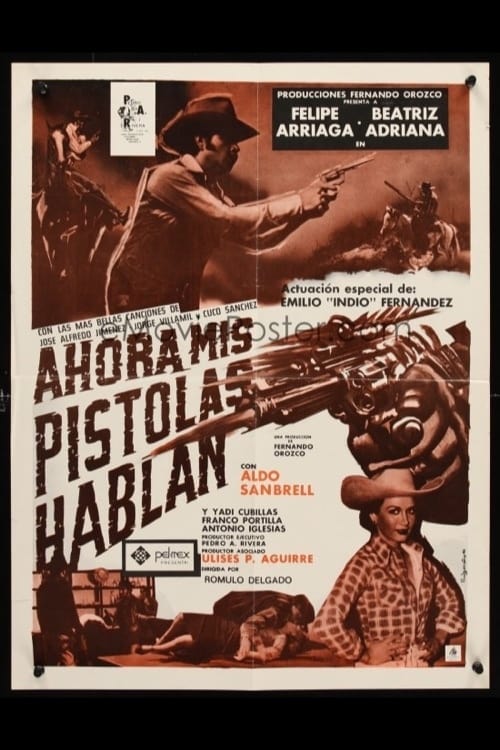 PRODUCCIONES FERNANDO OROZCO
PRESENTA A
FELIPE ARRIAGA · BEATRIZ ADRIANA
EN
Actuación especial de:
EMILIO "INDIO" FERNANDEZ
CON LAS MAS BELLAS CANCIONES DE
JOSE ALFREDO JIMENEZ JORGE VILLAMIL Y CUCO SANCHEZ
eMoviePoster.com
AHORA MIS
PISTOLAS
HABLAN
UNA PRODUCCION
DE
FERNANDO
OROZCO
CON
ALDO
SANBRELL
Y YADI CUBILLAS
FRANCO PORTILLA
ANTONIO IGLESIAS
PRODUCTOR EJECUTIVO
PEDRO A. RIVERA
PRODUCTOR ASOCIADO
ULISES P. AGUIRRE
DIRIGIDA POR
ROMULO DELGADO
pelmex
PRESENTA